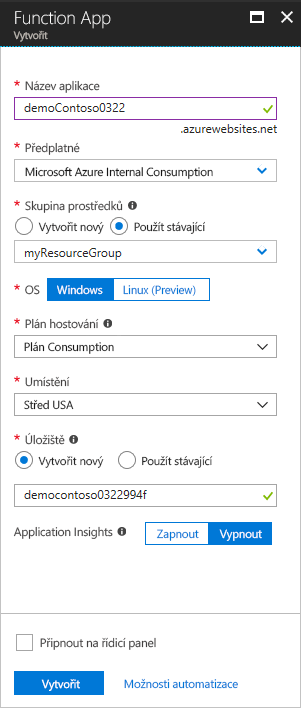 Function App
Vytvořit
* Název aplikace
demoContoso0322
.azurewebsites.net
* Předplatné
Microsoft Azure Internal Consumption
* Skupina prostředků
Vytvořit nový Použít stávající
myResourceGroup
* OS Windows Linux (Preview)
* Plán hostování
Plán Consumption
* Umístění
Střed USA
* Úložiště
Vytvořit nový Použít stávající
democontoso0322994f
Application Insights Zapnout Vypnout
Připnout na řídicí panel
Vytvořit Možnosti automatizace